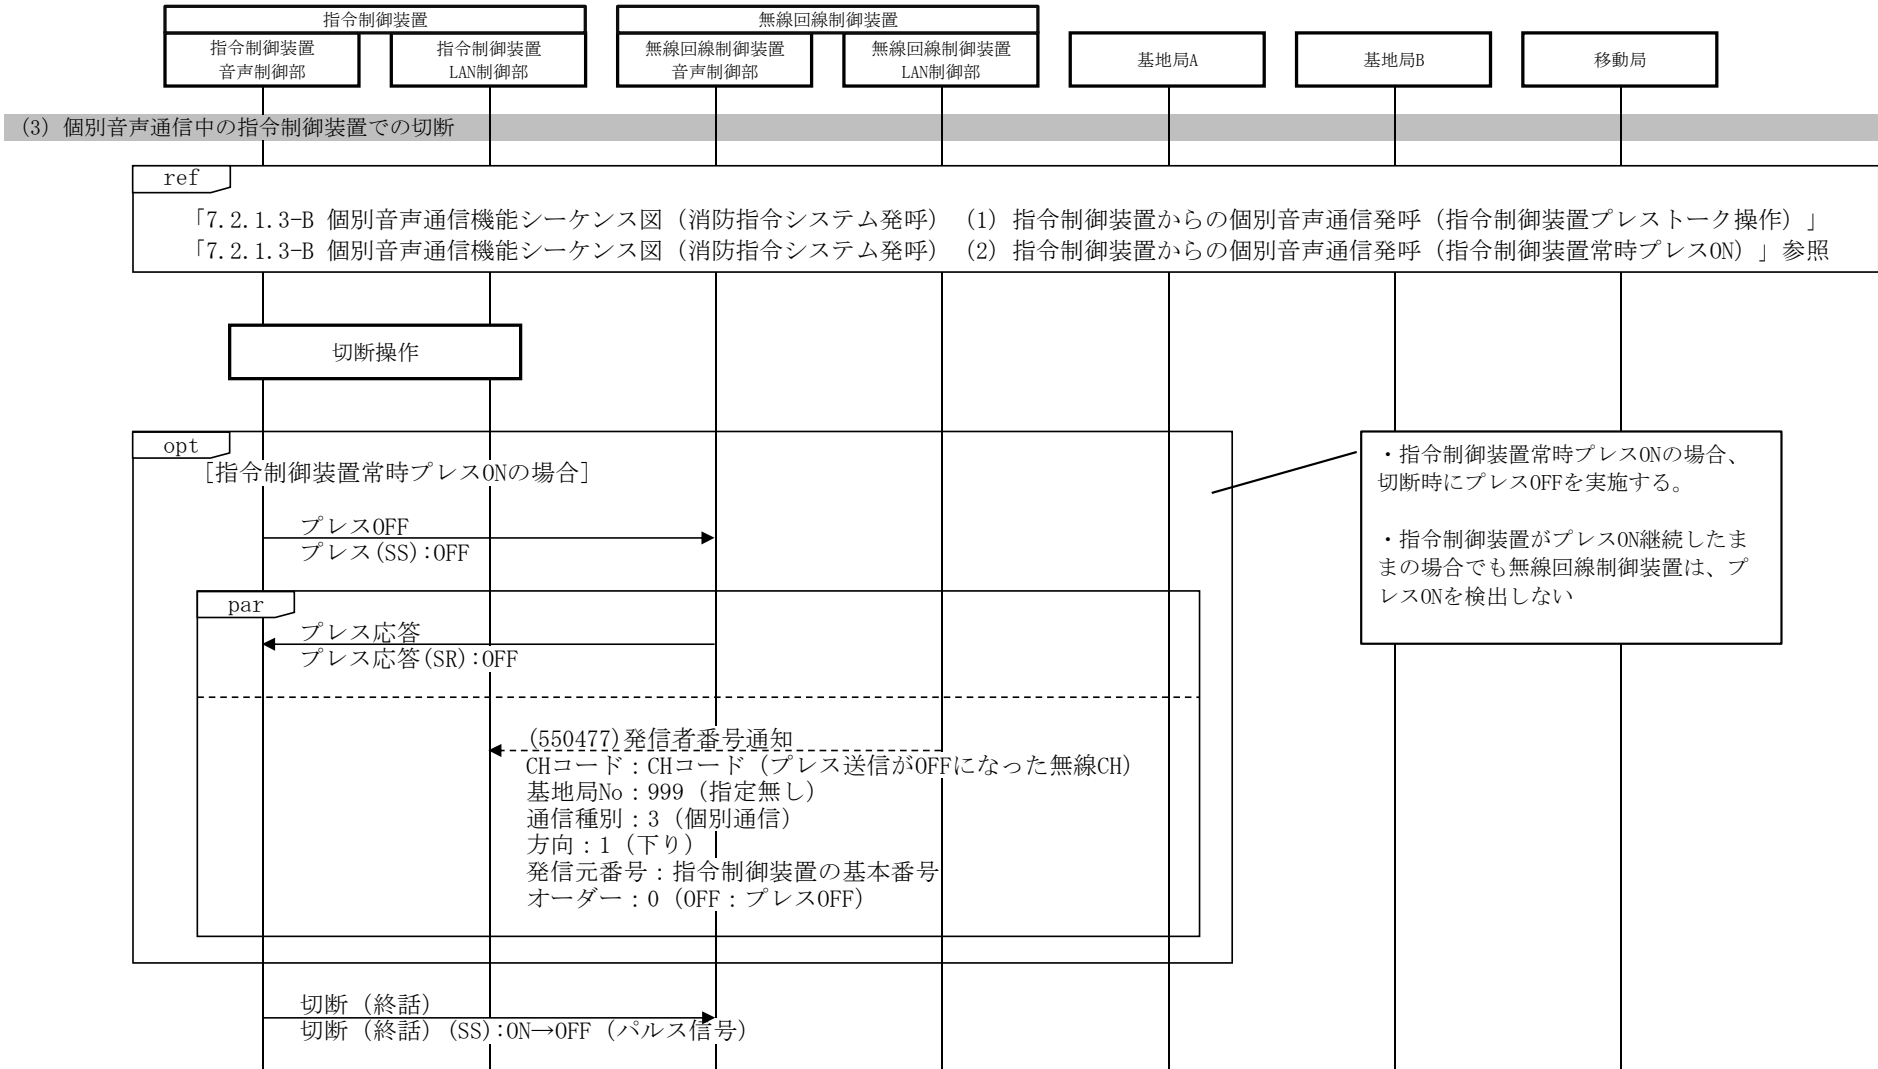 指令制御装置
無線回線制御装置
指令制御装置
音声制御部
指令制御装置
LAN制御部
無線回線制御装置
音声制御部
無線回線制御装置
LAN制御部
基地局A
基地局B
移動局
(3) 個別音声通信中の指令制御装置での切断
ref
「7.2.1.3-B 個別音声通信機能シーケンス図（消防指令システム発呼）（1）指令制御装置からの個別音声通信発呼（指令制御装置プレストーク操作）」
「7.2.1.3-B 個別音声通信機能シーケンス図（消防指令システム発呼）（2）指令制御装置からの個別音声通信発呼（指令制御装置常時プレスON）」参照
切断操作
opt
[指令制御装置常時プレスONの場合]
・指令制御装置常時プレスONの場合、
切断時にプレスOFFを実施する。
・指令制御装置がプレスON継続したま
まの場合でも無線回線制御装置は、プ
レスONを検出しない
プレスOFF
プレス(SS):OFF
par
プレス応答
プレス応答(SR):OFF
(550477)発信者番号通知
CHコード：CHコード（プレス送信がOFFになった無線CH）
基地局No：999（指定無し）
通信種別：3（個別通信）
方向：1（下り）
発信元番号：指令制御装置の基本番号
オーダー：0（OFF：プレスOFF）
切断（終話）
切断（終話）(SS):ON→OFF（パルス信号）